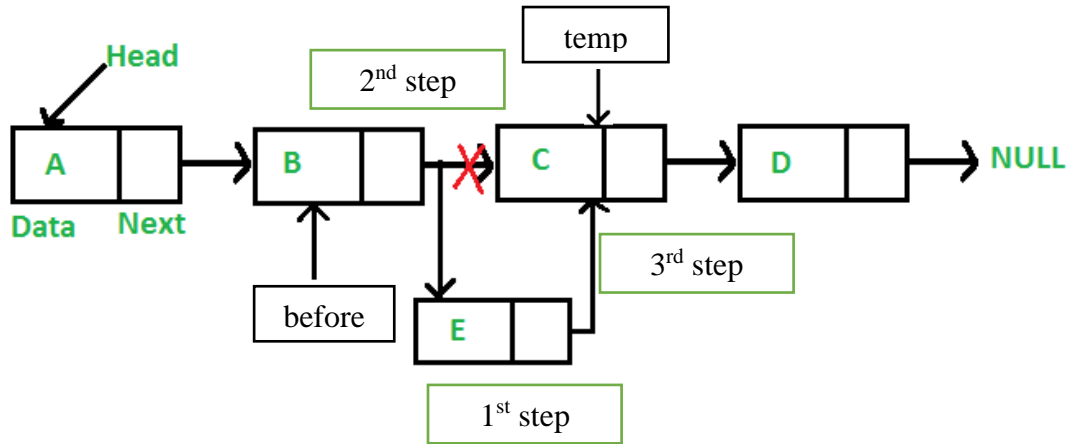 temp
Head
2nd step
A
B
C
D
NULL
Data Next
3rd step
before
E
1st step